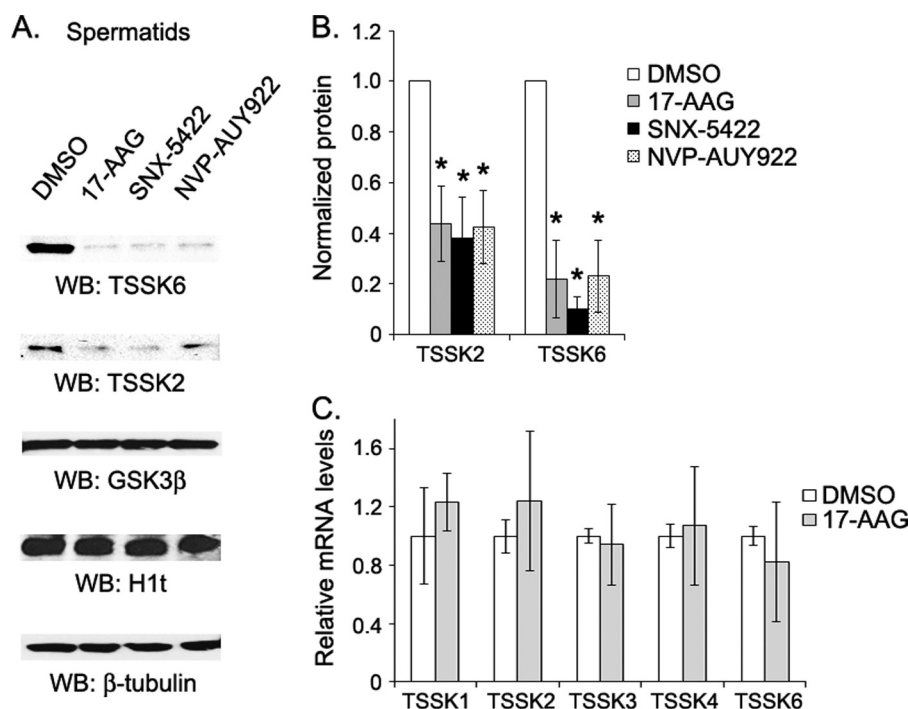 A. Spermatids
DMSO
17-AAG
SNX-5422
NVP-AUY922
WB: TSSK6
WB: TSSK2
WB: GSK3β
WB: H1t
WB: β-tubulin
B.
Normalized protein
1.2
1.0
0.8
0.6
0.4
0.2
0
* * *
* * *
TSSK2 TSSK6
DMSO
17-AAG
SNX-5422
NVP-AUY922
C.
Relative mRNA levels
1.6
1.2
0.8
0.4
0
TSSK1 TSSK2 TSSK3 TSSK4 TSSK6
DMSO
17-AAG